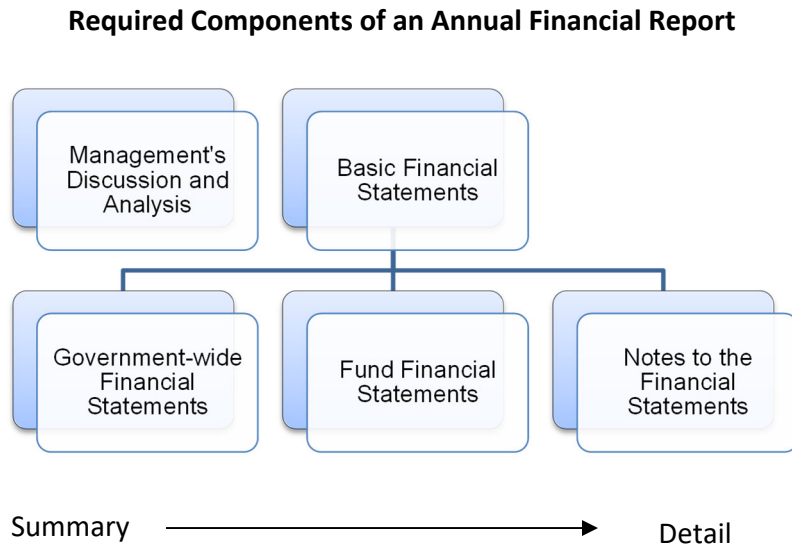 Required Components of an Annual Financial Report
Management's
Discussion and
Analysis
Basic Financial
Statements
Government-wide
Financial
Statements
Fund Financial
Statements
Notes to the
Financial
Statements
Summary
Detail